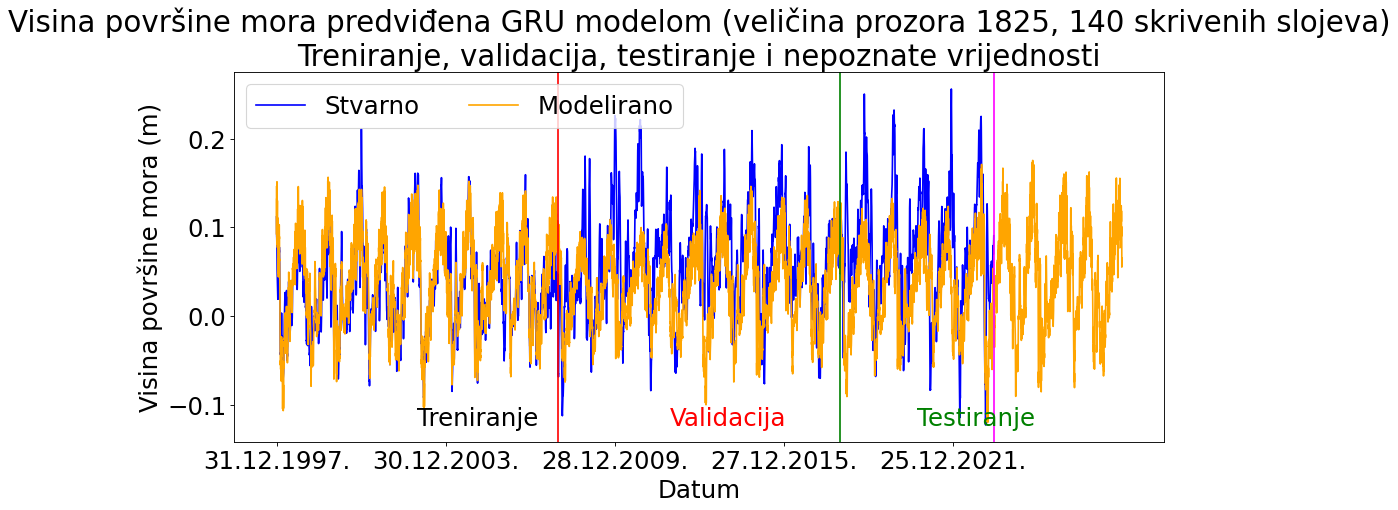 Visina površine mora predviđena GRU modelom (veličina prozora 1825, 140 skrivenih slojeva)
Treniranje, validacija, testiranje i nepoznate vrijednosti
Stvarno
Modelirano
Visina površine mora (m)
0.2
0.1
0.0
−0.1
Treniranje
Validacija
Testiranje
31.12.1997.
30.12.2003.
28.12.2009.
27.12.2015.
25.12.2021.
Datum